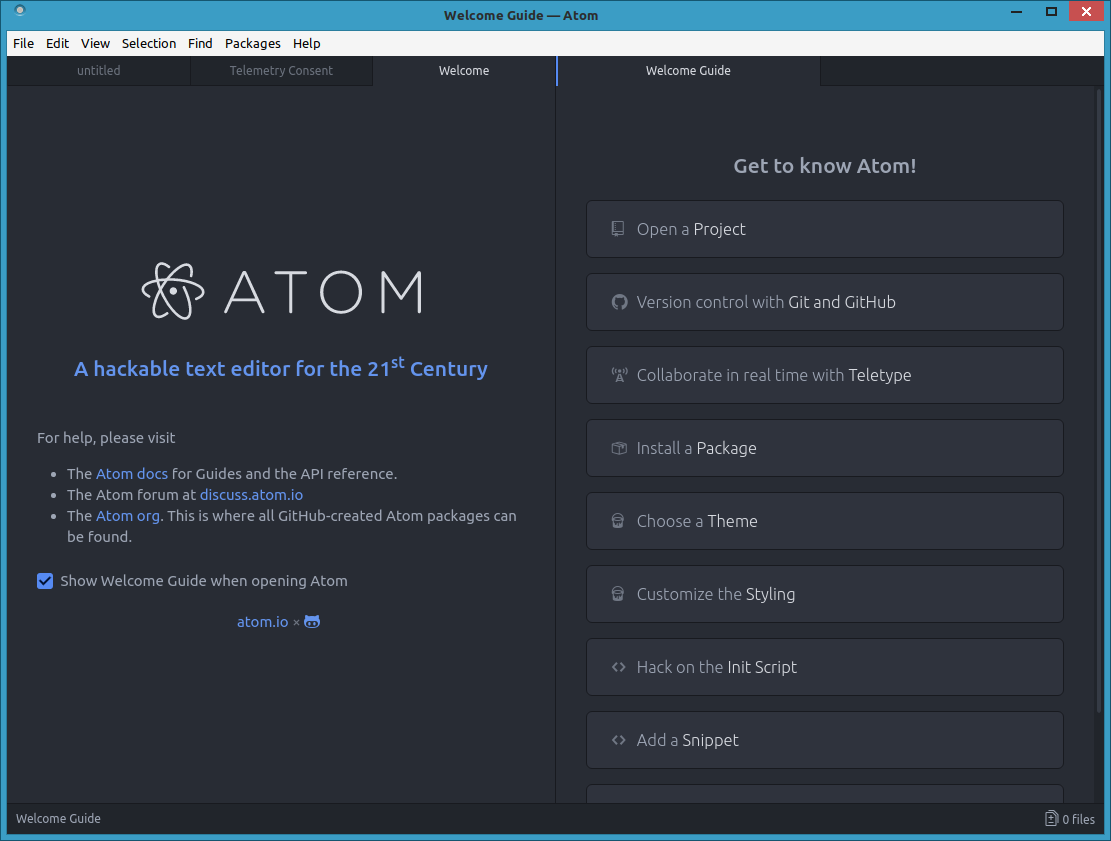 Welcome Guide — Atom
File Edit View Selection Find Packages Help
untitled Telemetry Consent Welcome Welcome Guide
ATOM
A hackable text editor for the 21st Century
For help, please visit
• The Atom docs for Guides and the API reference.
• The Atom forum at discuss.atom.io
• The Atom org. This is where all GitHub-created Atom packages can
be found.
Show Welcome Guide when opening Atom
atom.io ×
Get to know Atom!
Open a Project
Version control with Git and GitHub
Collaborate in real time with Teletype
Install a Package
Choose a Theme
Customize the Styling
Hack on the Init Script
Add a Snippet
Welcome Guide
0 files